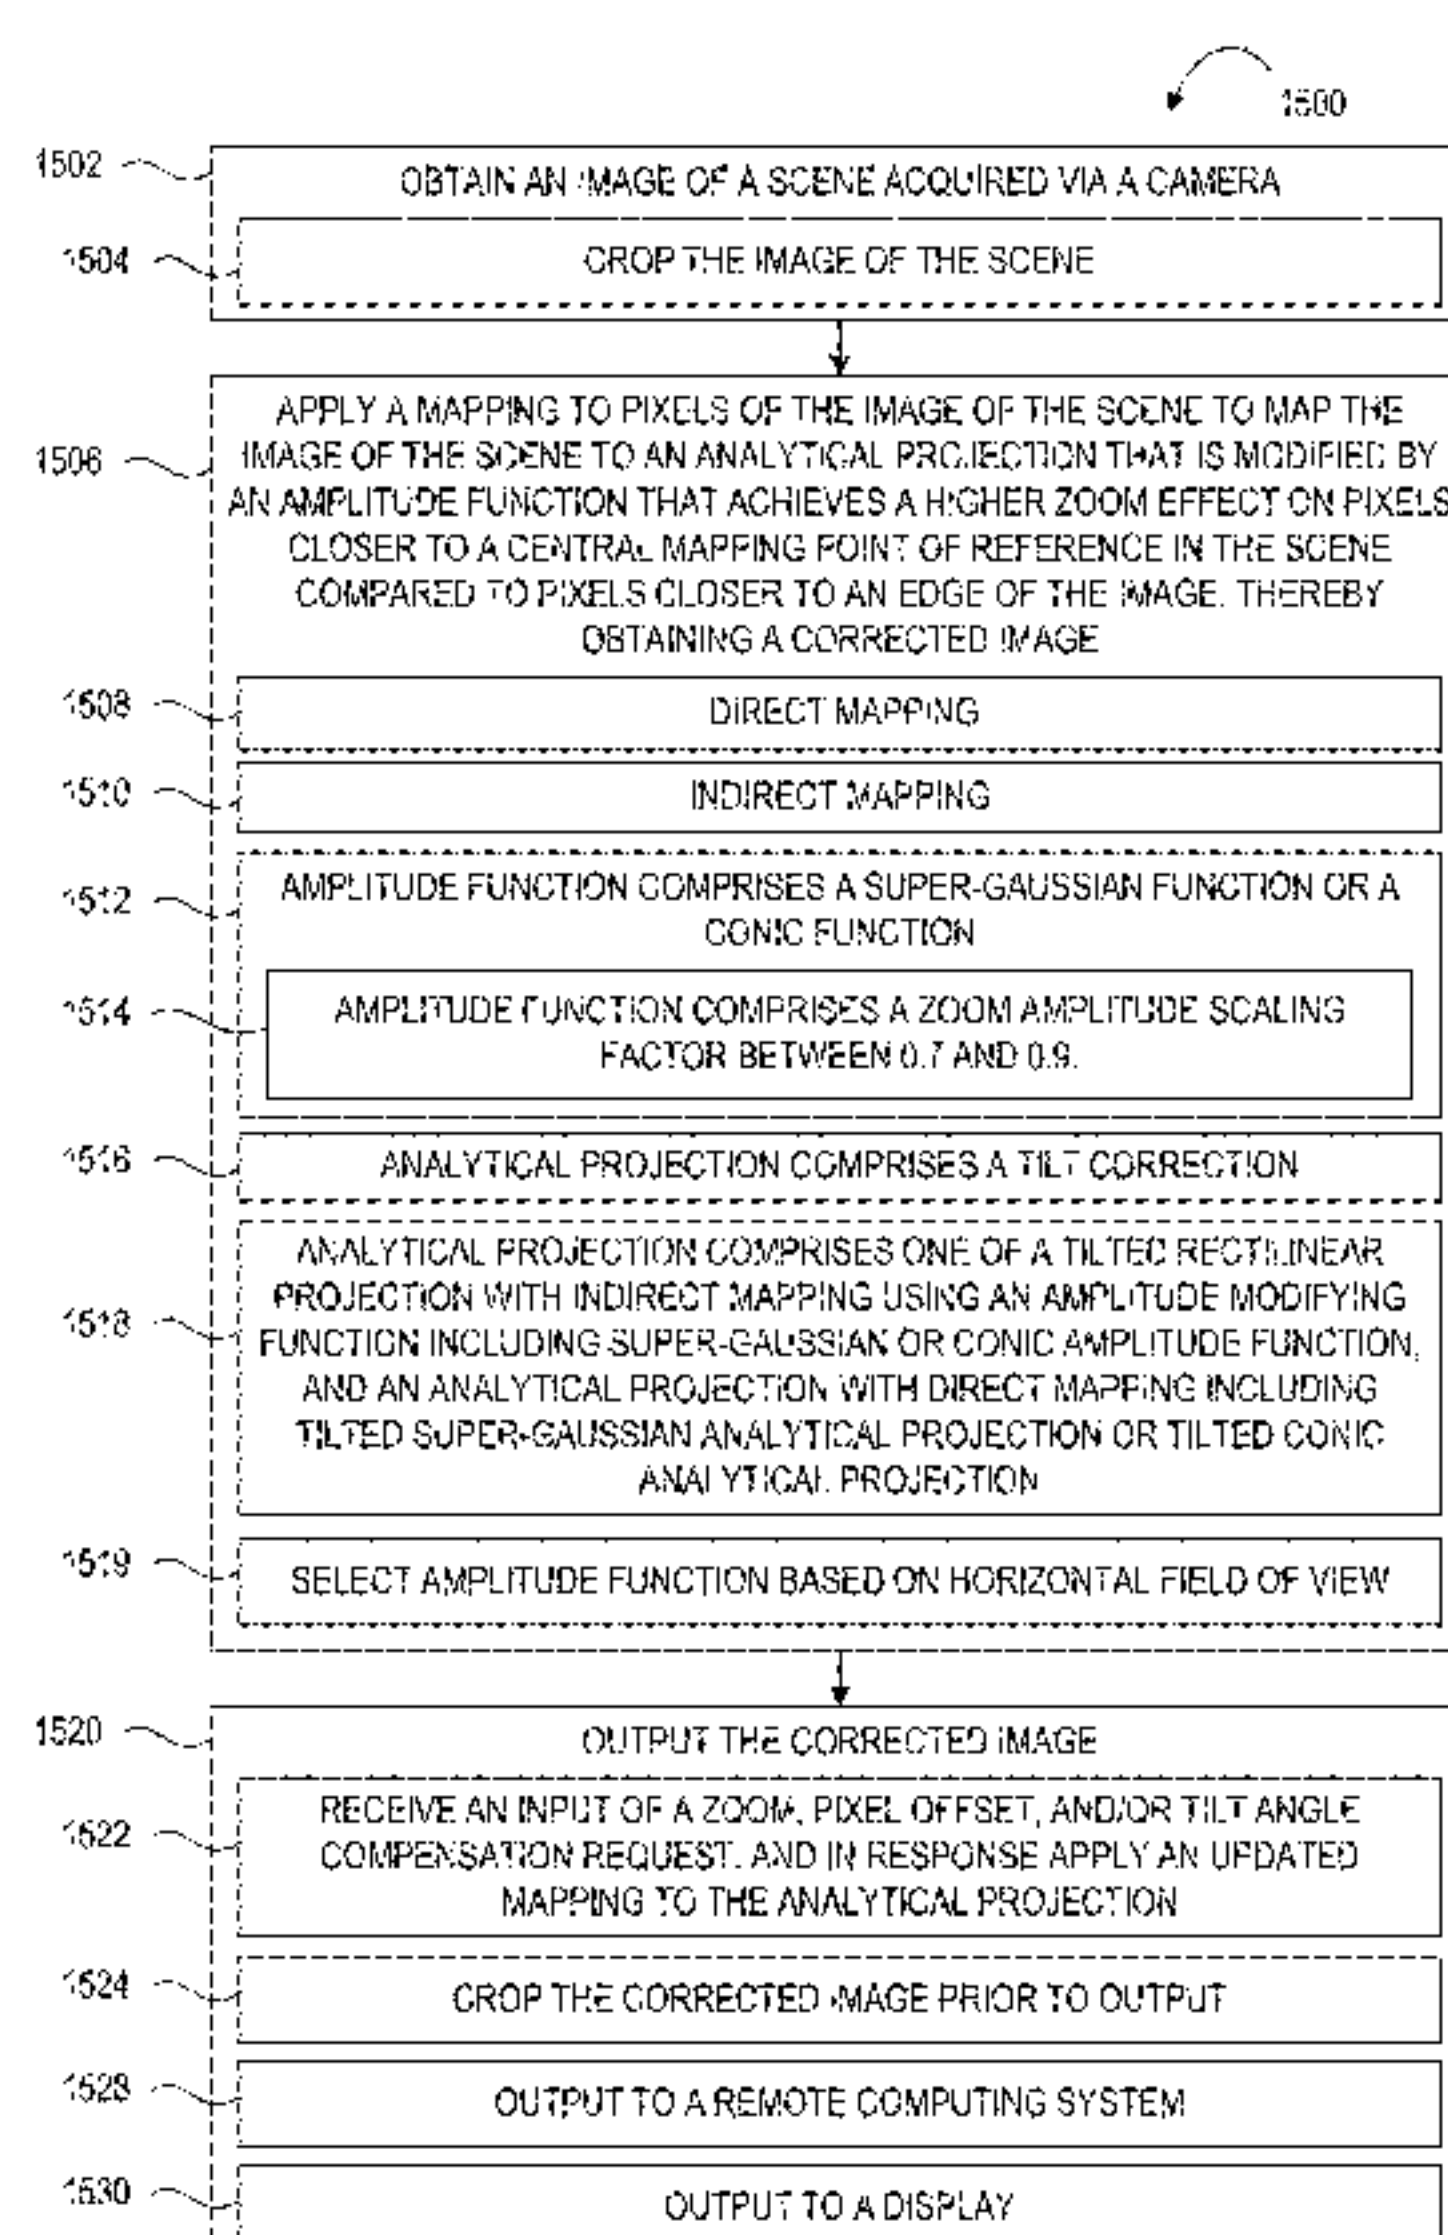 1500
1502
OBTAIN AN IMAGE OF A SCENE ACQUIRED VIA A CAMERA
1504
CROP THE IMAGE OF THE SCENE
1506
APPLY A MAPPING TO PIXELS OF THE IMAGE OF THE SCENE TO MAP THE
IMAGE OF THE SCENE TO AN ANALYTICAL PROJECTION THAT IS MODIFIED BY
AN AMPLITUDE FUNCTION THAT ACHIEVES A HIGHER ZOOM EFFECT ON PIXELS
CLOSER TO A CENTRAL MAPPING POINT OF REFERENCE IN THE SCENE
COMPARED TO PIXELS CLOSER TO AN EDGE OF THE IMAGE, THEREBY
OBTAINING A CORRECTED IMAGE
1508
DIRECT MAPPING
1510
INDIRECT MAPPING
1512
AMPLITUDE FUNCTION COMPRISES A SUPER-GAUSSIAN FUNCTION OR A
CONIC FUNCTION
1514
AMPLITUDE FUNCTION COMPRISES A ZOOM AMPLITUDE SCALING
FACTOR BETWEEN 0.7 AND 0.9.
1516
ANALYTICAL PROJECTION COMPRISES A TILT CORRECTION
1518
ANALYTICAL PROJECTION COMPRISES ONE OF A TILTED RECTILINEAR
PROJECTION WITH INDIRECT MAPPING USING AN AMPLITUDE MODIFYING
FUNCTION INCLUDING SUPER-GAUSSIAN OR CONIC AMPLITUDE FUNCTION,
AND AN ANALYTICAL PROJECTION WITH DIRECT MAPPING INCLUDING
TILTED SUPER-GAUSSIAN ANALYTICAL PROJECTION OR TILTED CONIC
ANALYTICAL PROJECTION
1519
SELECT AMPLITUDE FUNCTION BASED ON HORIZONTAL FIELD OF VIEW
1520
OUTPUT THE CORRECTED IMAGE
1522
RECEIVE AN INPUT OF A ZOOM, PIXEL OFFSET, AND/OR TILT ANGLE
COMPENSATION REQUEST, AND IN RESPONSE APPLY AN UPDATED
MAPPING TO THE ANALYTICAL PROJECTION
1524
CROP THE CORRECTED IMAGE PRIOR TO OUTPUT
1528
OUTPUT TO A REMOTE COMPUTING SYSTEM
1530
OUTPUT TO A DISPLAY